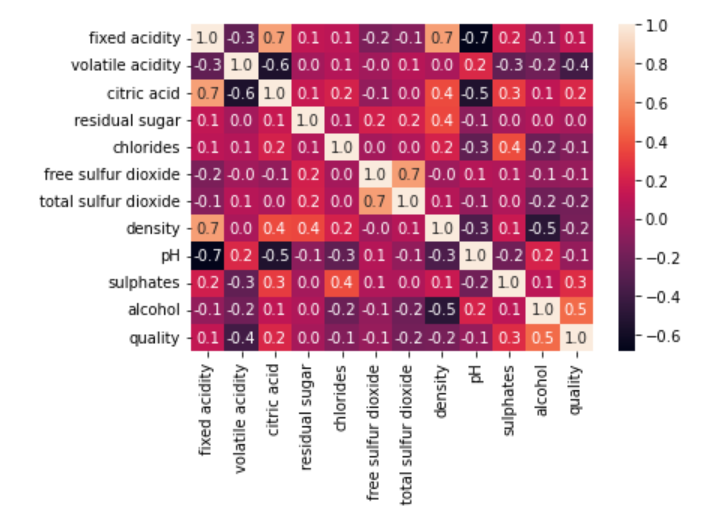 fixed acidity 1.0 -0.3 0.7 0.1 0.1 -0.2 -0.1 0.7 -0.7 0.2 -0.1 0.1
volatile acidity -0.3 1.0 -0.6 0.0 0.1 -0.0 0.1 0.0 0.2 -0.3 -0.2 -0.4
citric acid 0.7 -0.6 1.0 0.1 0.2 -0.1 0.0 0.4 -0.5 0.3 0.1 0.2
residual sugar 0.1 0.0 0.1 1.0 0.1 0.2 0.2 0.4 -0.1 0.0 0.0 0.0
chlorides 0.1 0.1 0.2 0.1 1.0 0.0 0.0 0.2 -0.3 0.4 -0.2 -0.1
free sulfur dioxide -0.2 -0.0 -0.1 0.2 0.0 1.0 0.7 -0.0 0.1 0.1 -0.1 -0.1
total sulfur dioxide -0.1 0.1 0.0 0.2 0.0 0.7 1.0 0.1 -0.1 0.0 -0.2 -0.2
density 0.7 0.0 0.4 0.4 0.2 -0.0 0.1 1.0 -0.3 0.1 -0.5 -0.2
pH -0.7 0.2 -0.5 -0.1 -0.3 0.1 -0.1 -0.3 1.0 -0.2 0.2 -0.1
sulphates 0.2 -0.3 0.3 0.0 0.4 0.1 0.0 0.1 -0.2 1.0 0.1 0.3
alcohol -0.1 -0.2 0.1 0.0 -0.2 -0.1 -0.2 -0.5 0.2 0.1 1.0 0.5
quality 0.1 -0.4 0.2 0.0 -0.1 -0.1 -0.2 -0.2 -0.1 0.3 0.5 1.0
fixed acidity
volatile acidity
citric acid
residual sugar
chlorides
free sulfur dioxide
total sulfur dioxide
density
pH
sulphates
alcohol
quality
1.0
0.8
0.6
0.4
0.2
0.0
−0.2
−0.4
−0.6